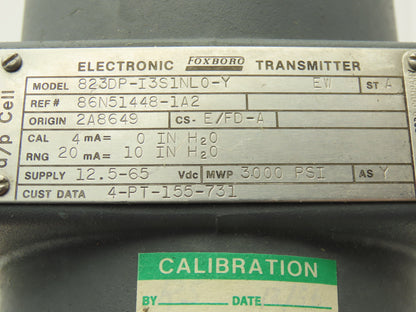 ELECTRONIC FOXBORO TRANSMITTER
MODEL 823DP-I3S1NL0-Y EW ST A
REF # 86N51448-1A2
ORIGIN 2A8649 CS- E/FD-A
CAL 4 mA= 0 IN H2O
RNG 20 mA= 10 IN H2O
SUPPLY 12.5-65 Vdc MWP 3000 PSI AS Y
CUST DATA 4-PT-155-731
d/p Cell
CALIBRATION
BY DATE